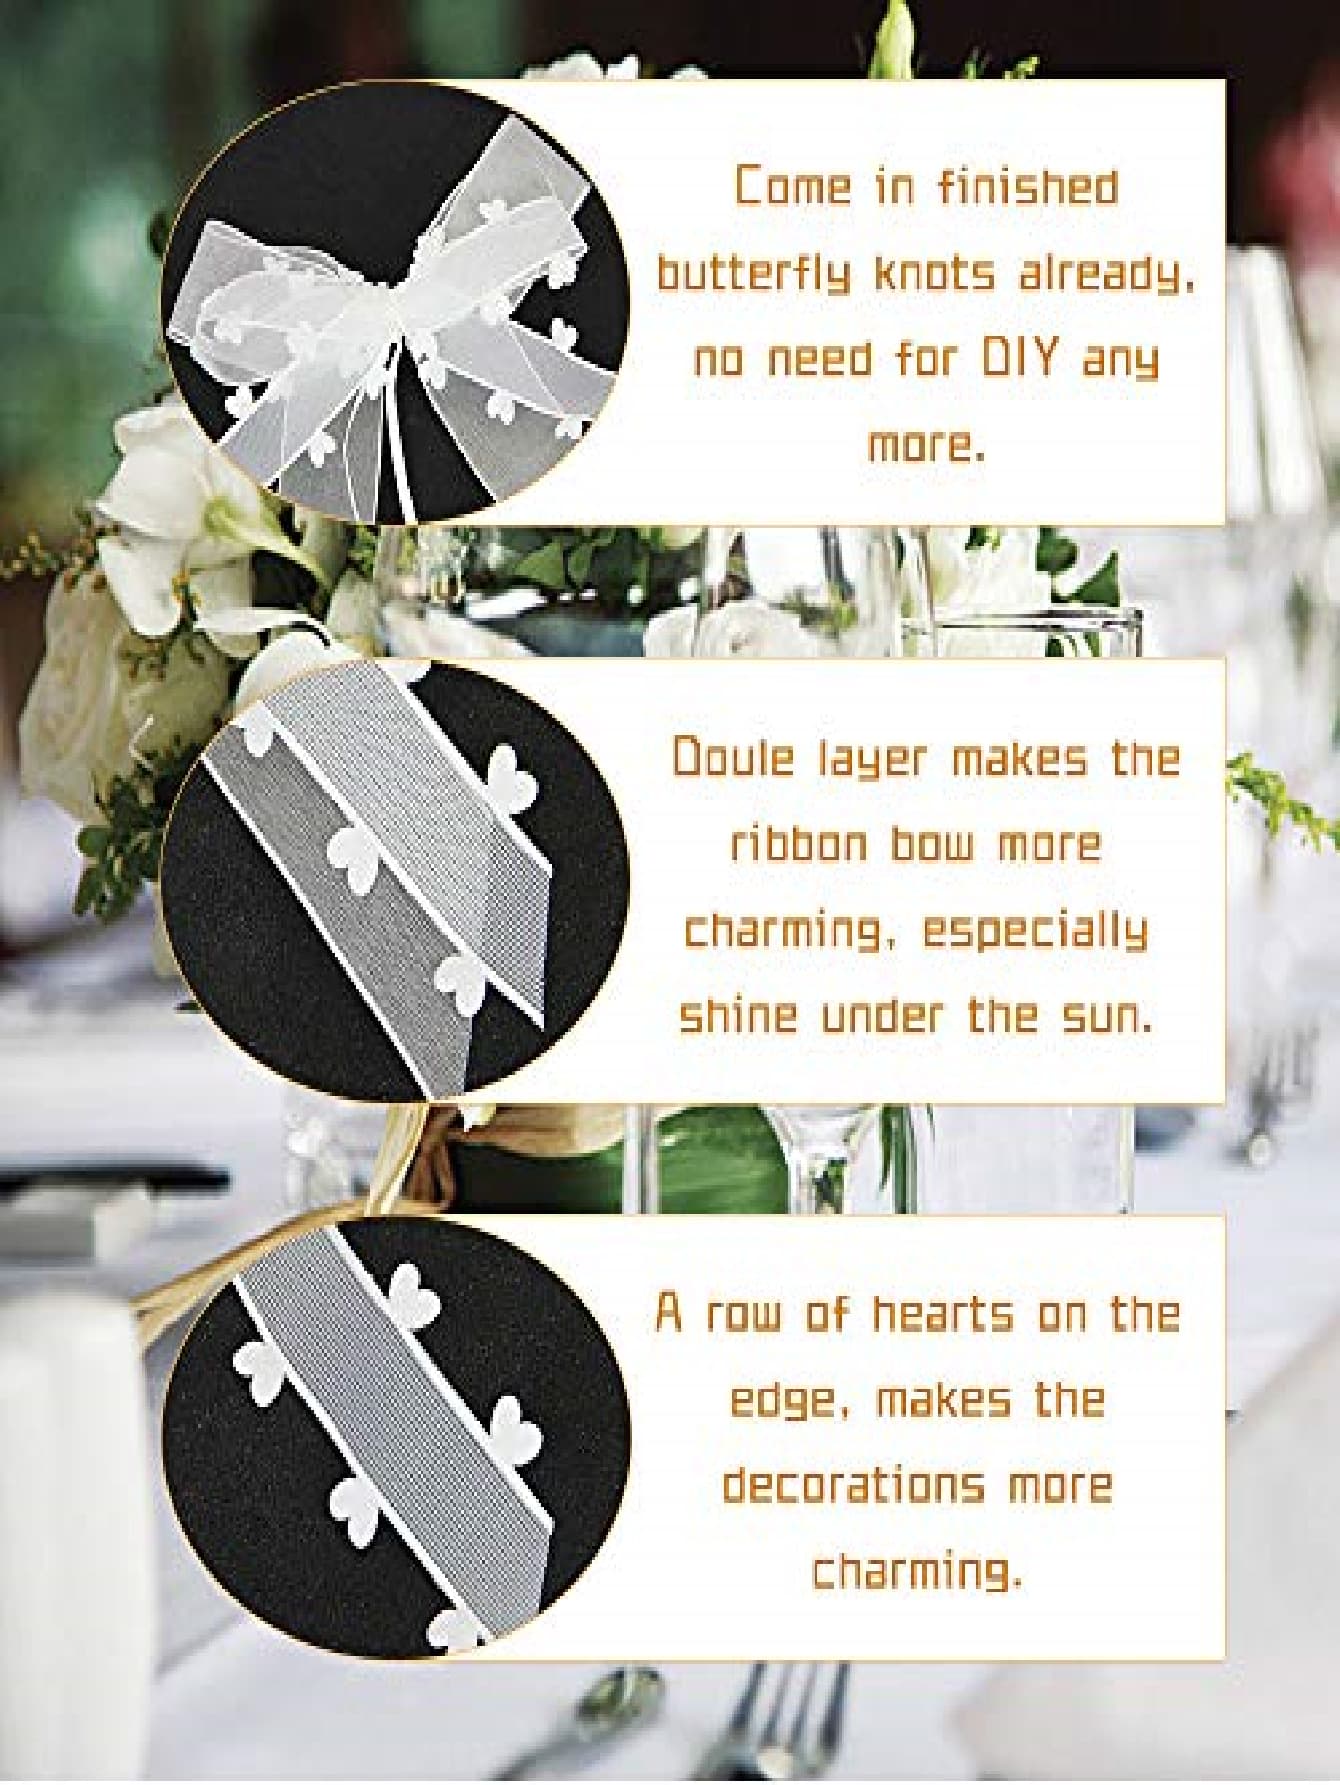 Come in finished
butterfly knots already,
no need for DIY any
more.
Doule layer makes the
ribbon bow more
charming, especially
shine under the sun.
A row of hearts on the
edge, makes the
decorations more
charming.